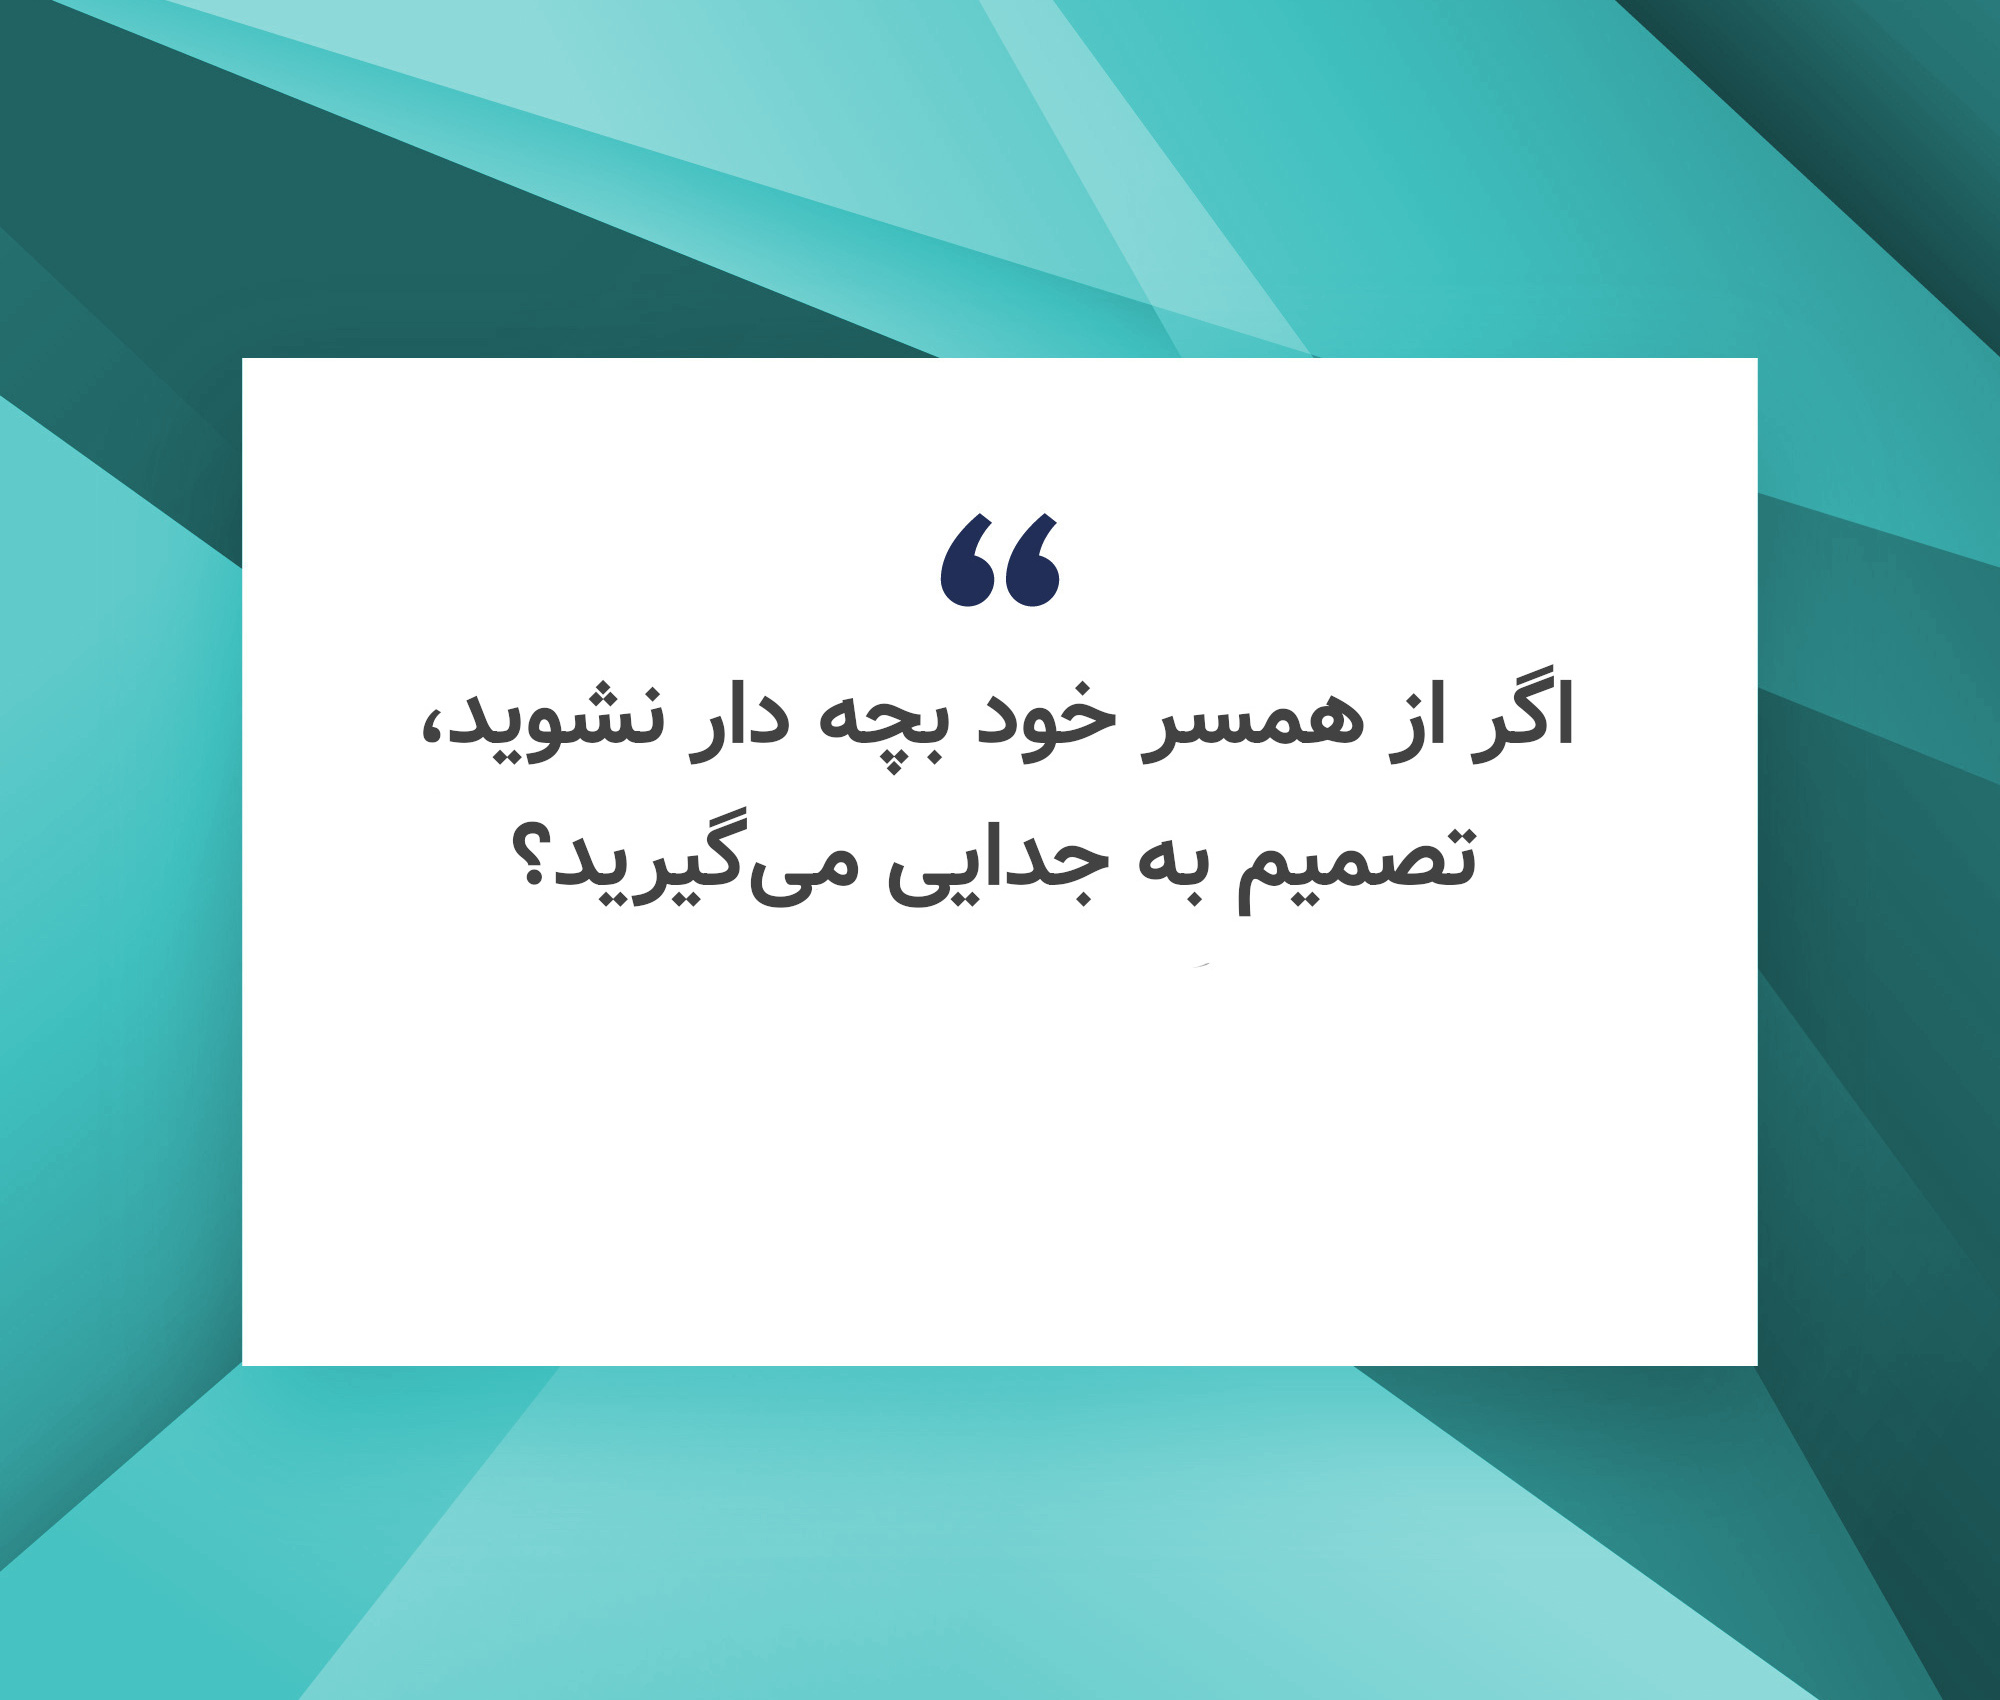 “
اگر از همسر خود بچه دار نشوید،
تصمیم به جدایی می‌گیرید؟